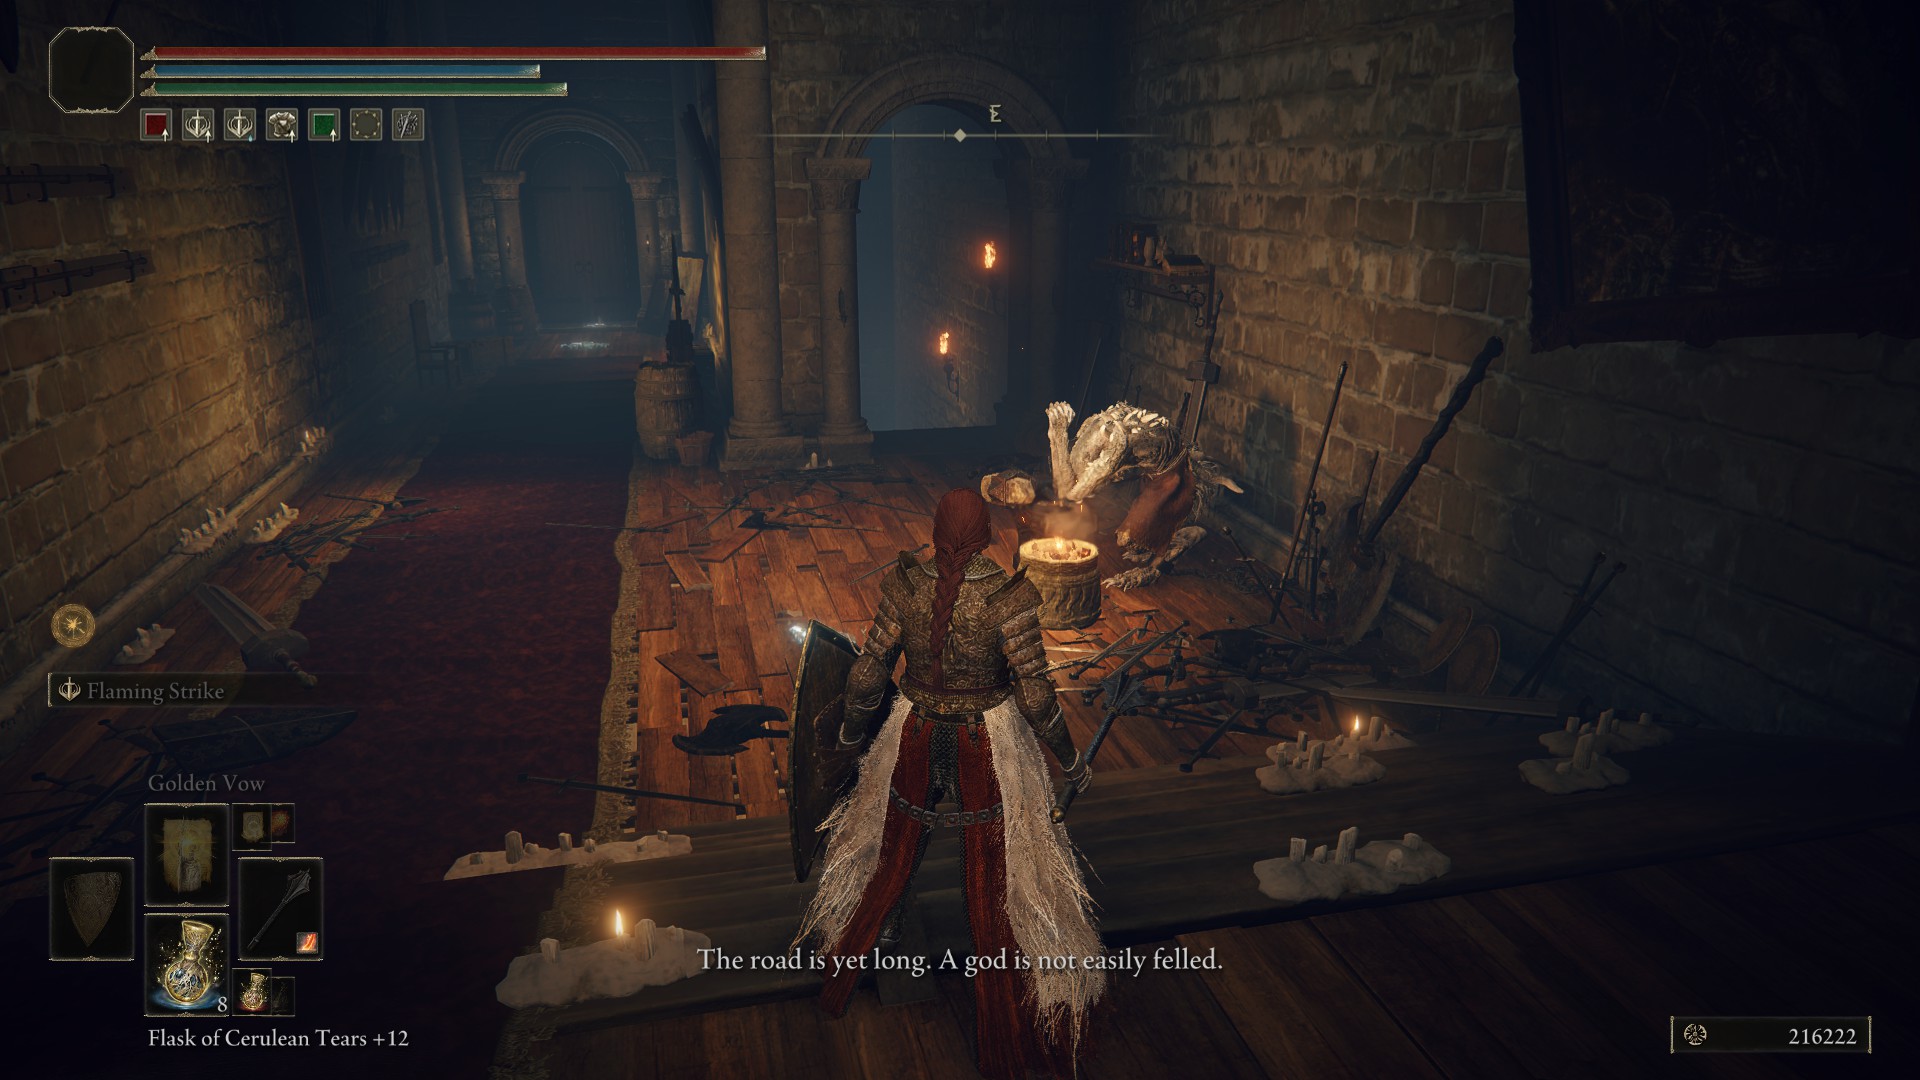 E
Flaming Strike
Golden Vow
The road is yet long. A god is not easily felled.
8
Flask of Cerulean Tears +12
216222